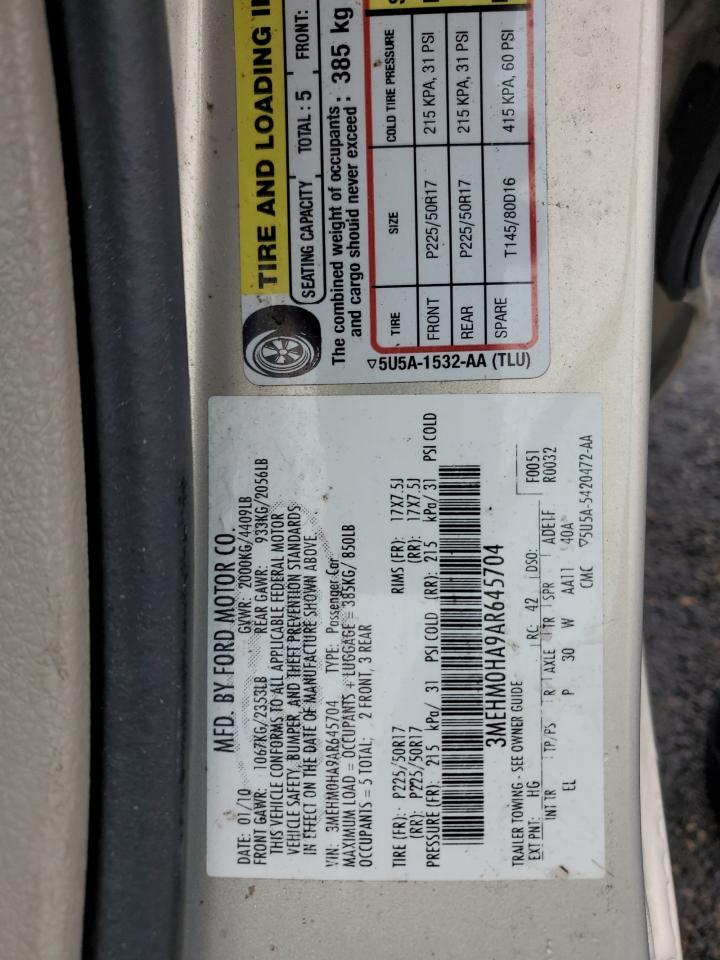 TIRE AND LOADING
SEATING CAPACITY TOTAL : 5 FRONT:
The combined weight of occupants
and cargo should never exceed : 385 kg
TIRE SIZE COLD TIRE PRESSURE
FRONT P225/50R17 215 KPA, 31 PSI
REAR P225/50R17 215 KPA, 31 PSI
SPARE T145/80D16 415 KPA, 60 PSI
▽5U5A-1532-AA (TLU)
MFD. BY FORD MOTOR CO.
DATE: 01/10 GVWR: 2000KG/4409LB
FRONT GAWR: 1067KG/2353LB REAR GAWR: 933KG/2056LB
THIS VEHICLE CONFORMS TO ALL APPLICABLE FEDERAL MOTOR
VEHICLE SAFETY, BUMPER, AND THEFT PREVENTION STANDARDS
IN EFFECT ON THE DATE OF MANUFACTURE SHOWN ABOVE.
VIN: 3MEHM0HA9AR645704 TYPE: Passenger Car
MAXIMUM LOAD = OCCUPANTS + LUGGAGE = 385KG/ 850LB
OCCUPANTS = 5 TOTAL; 2 FRONT, 3 REAR
TIRE (FR): P225/50R17 RIMS (FR): 17X7.5J
(RR): P225/50R17 (RR): 17X7.5J
PRESSURE (FR): 215 kPa/ 31 PSI COLD (RR): 215 kPa/ 31 PSI COLD
3MEHM0HA9AR645704
TRAILER TOWING - SEE OWNER GUIDE
EXT PNT: HG RC: 42 DSO: F0051
R0032
INT TR TP/PS R AXLE TR SPR ADE1F
EL P 30 W AA11 40A
CMC ▽5U5A-5420472-AA